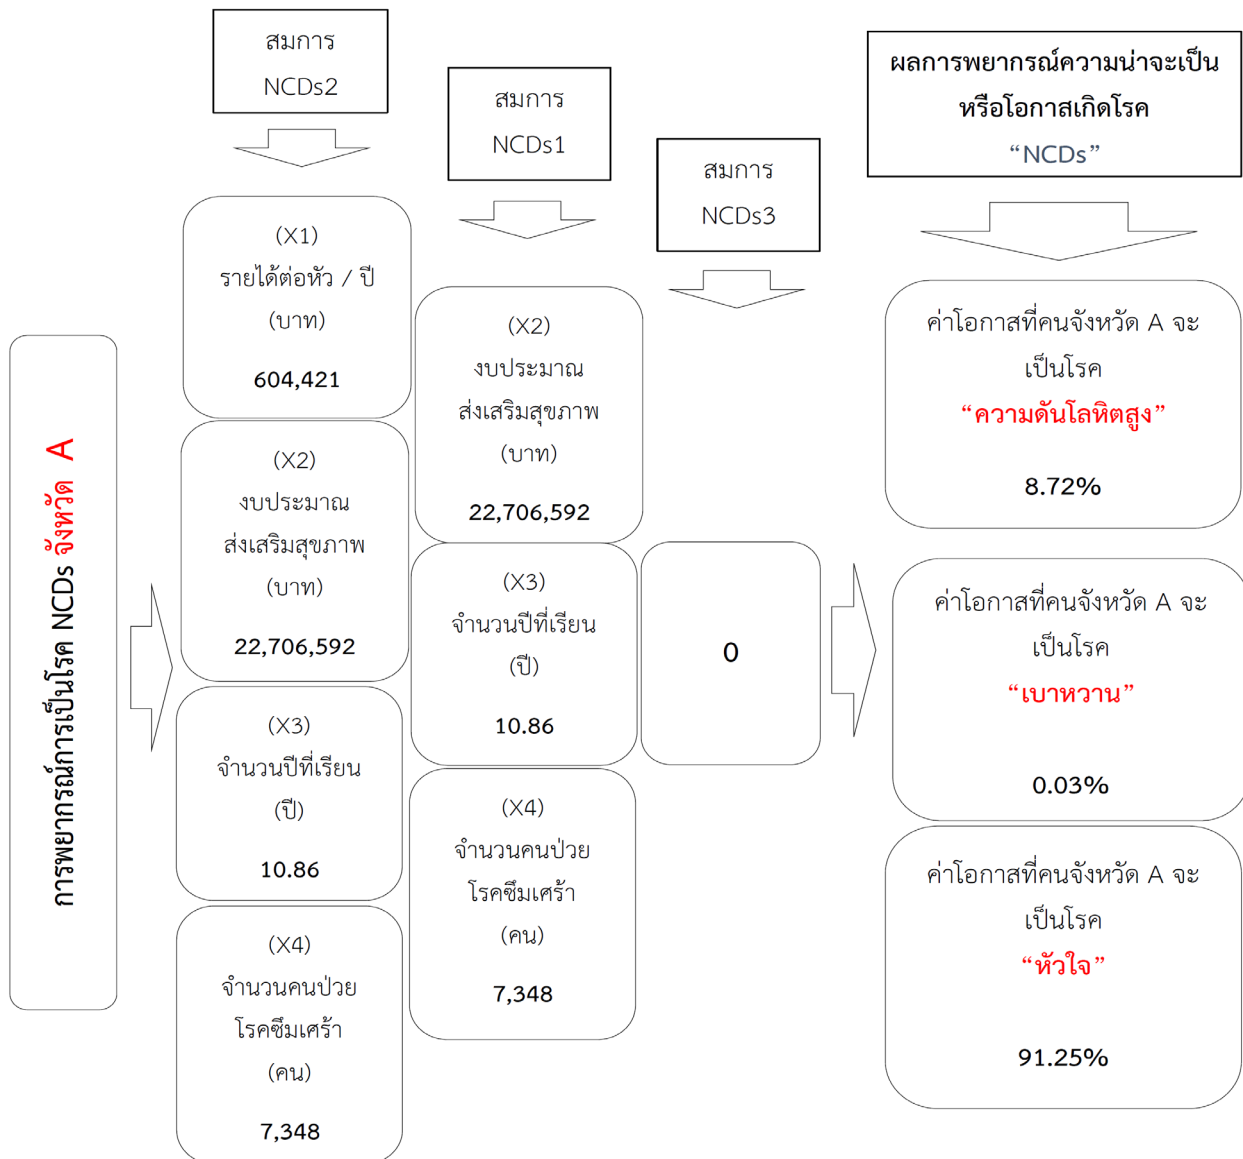 การพยากรณ์การเป็นโรค NCDs จังหวัด A
สมการ
NCDs2
(X1)
รายได้ต่อหัว / ปี
(บาท)
604,421
(X2)
งบประมาณ
ส่งเสริมสุขภาพ
(บาท)
22,706,592
(X3)
จำนวนปีที่เรียน
(ปี)
10.86
(X4)
จำนวนคนป่วย
โรคซึมเศร้า
(คน)
7,348
สมการ
NCDs1
(X2)
งบประมาณ
ส่งเสริมสุขภาพ
(บาท)
22,706,592
(X3)
จำนวนปีที่เรียน
(ปี)
10.86
(X4)
จำนวนคนป่วย
โรคซึมเศร้า
(คน)
7,348
สมการ
NCDs3
0
ผลการพยากรณ์ความน่าจะเป็น
หรือโอกาสเกิดโรค
“NCDs”
ค่าโอกาสที่คนจังหวัด A จะ
เป็นโรค
“ความดันโลหิตสูง”
8.72%
ค่าโอกาสที่คนจังหวัด A จะ
เป็นโรค
“เบาหวาน”
0.03%
ค่าโอกาสที่คนจังหวัด A จะ
เป็นโรค
“หัวใจ”
91.25%